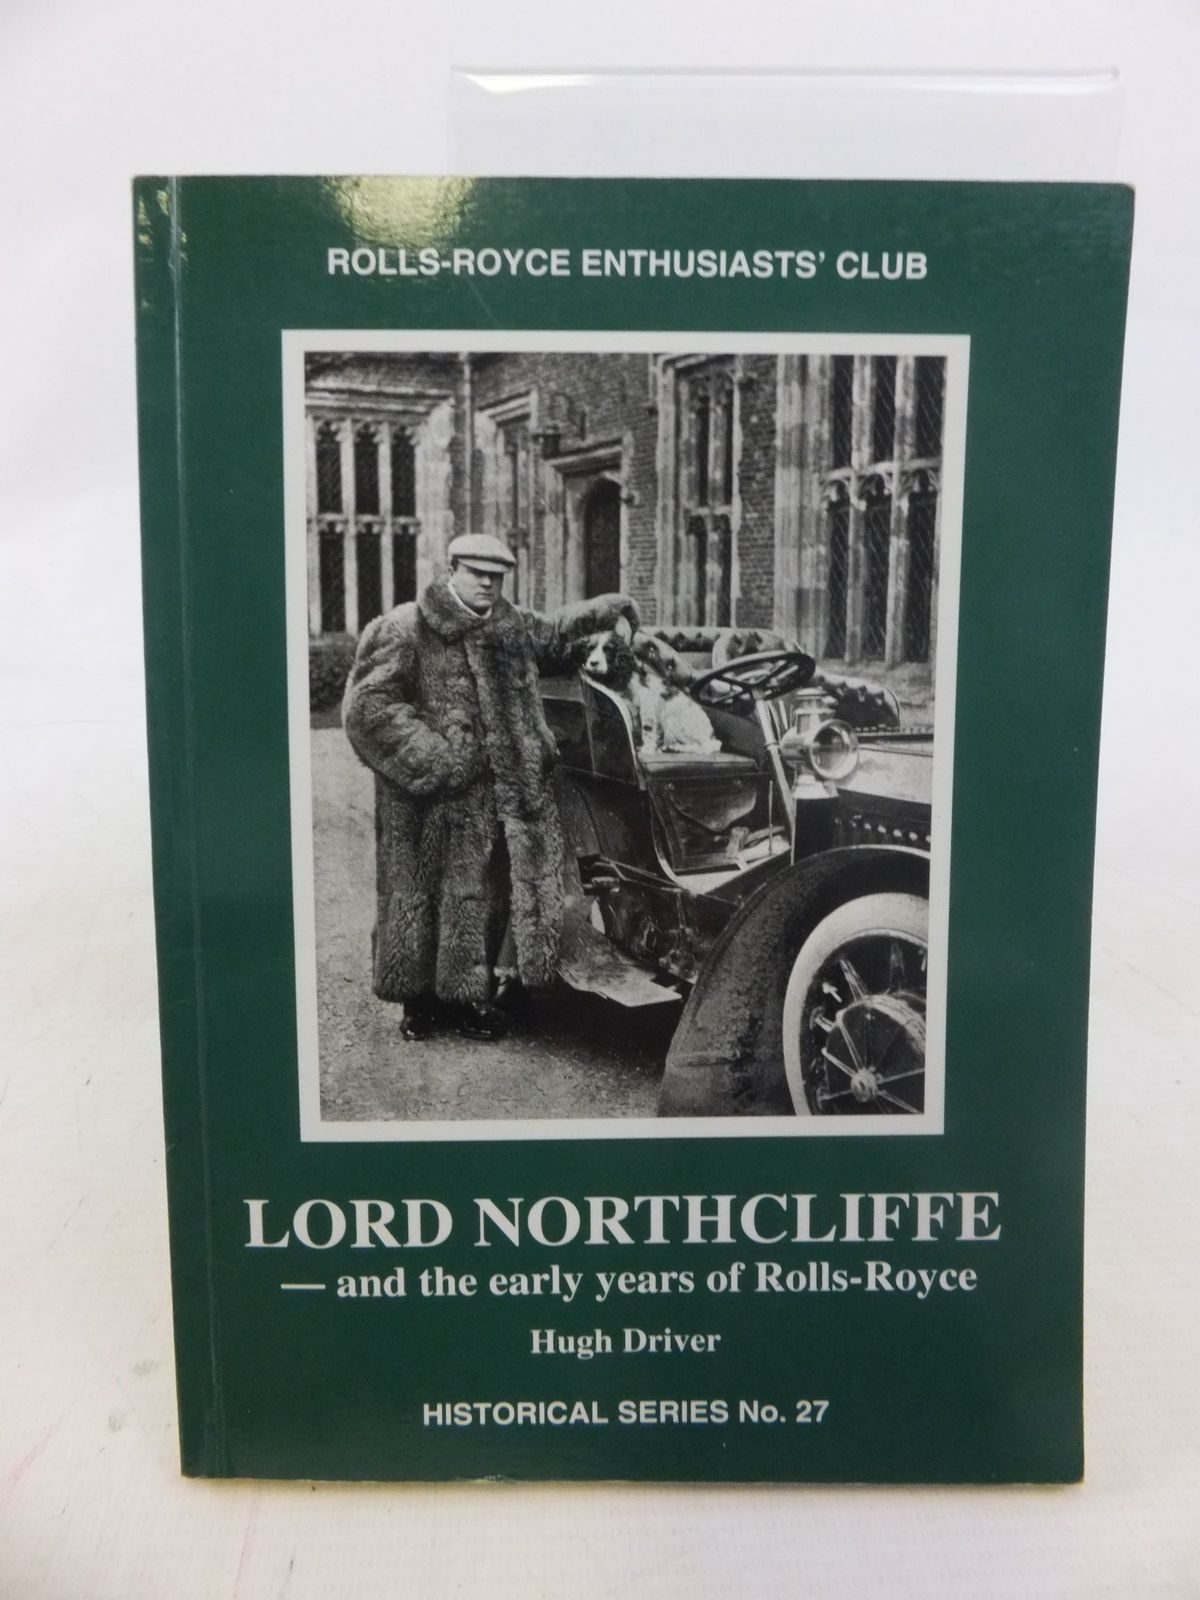 ROLLS-ROYCE ENTHUSIASTS' CLUB
LORD NORTHCLIFFE
— and the early years of Rolls-Royce
Hugh Driver
HISTORICAL SERIES No. 27